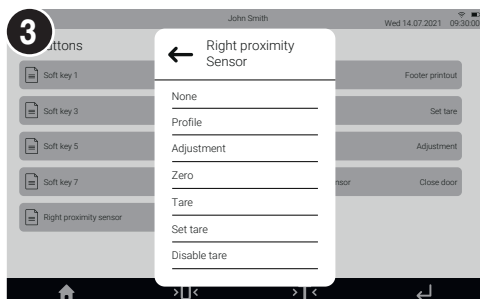 3
John Smith
Wed 14.07.2021 09:30:00
uttons
Soft key 1
Footer printout
Soft key 3
Set tare
Soft key 5
Adjustment
Soft key 7
nsor
Close door
Right proximity sensor
Right proximity
Sensor
None
Profile
Adjustment
Zero
Tare
Set tare
Disable tare